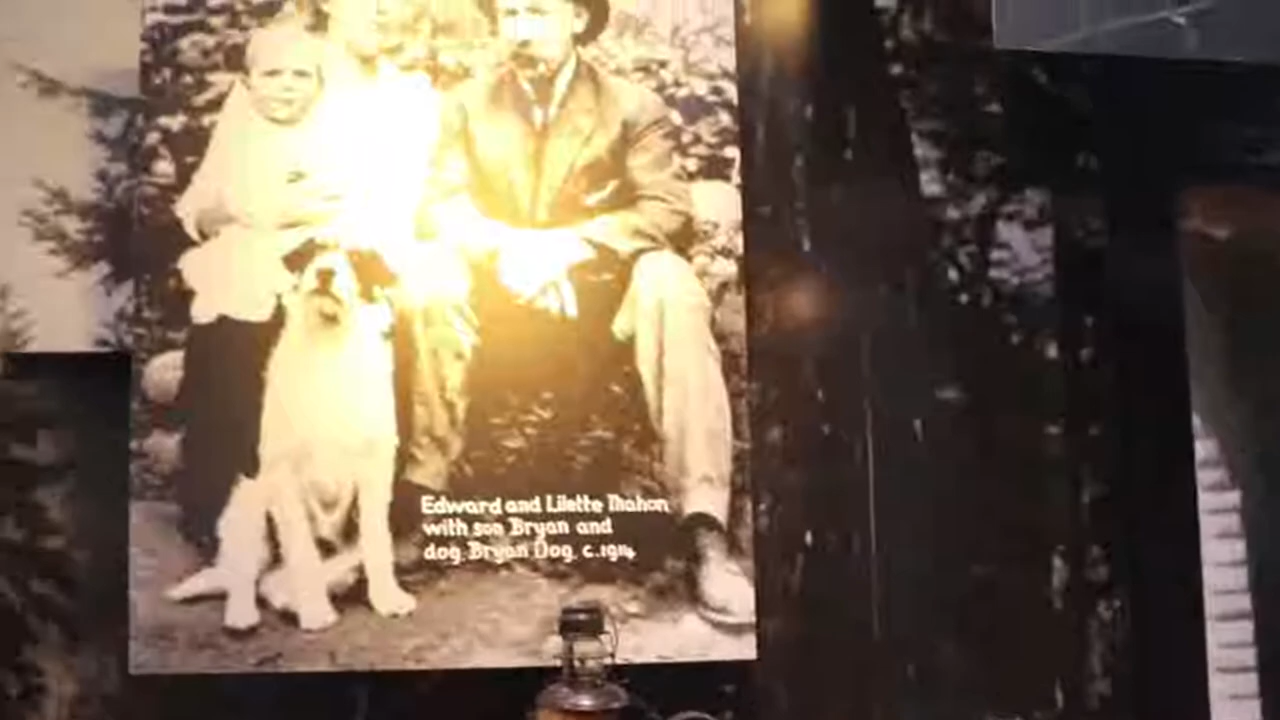 Edward and Lilette Mahon
with son Bryan and
dog, Bryan Dog. c.1914